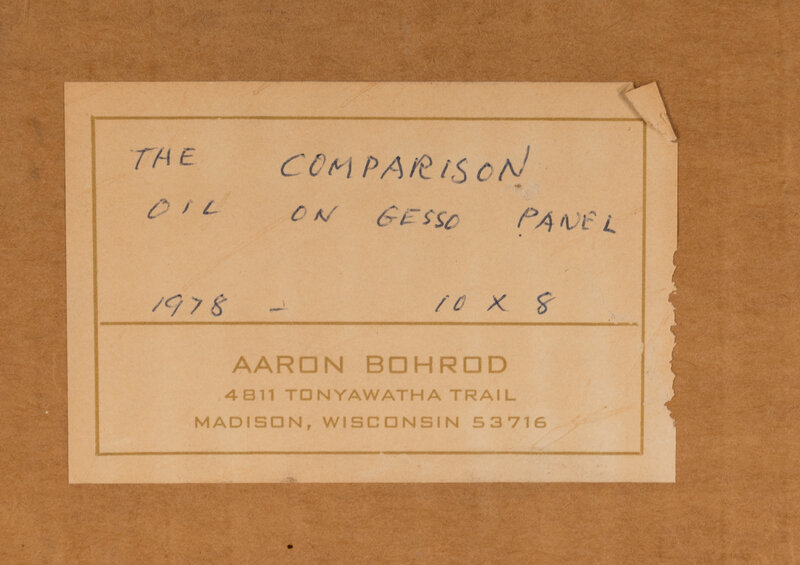 THE COMPARISON
OIL ON GESSO PANEL
1978 - 10 X 8
AARON BOHROD
4811 TONYAWATHA TRAIL
MADISON, WISCONSIN 53716